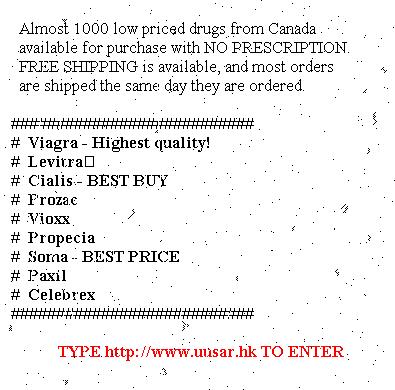 Almost 1000 low priced drugs from Canada
available for purchase with NO PRESCRIPTION.
FREE SHIPPING is available, and most orders
are shipped the same day they are ordered.
##################################
# Viagra - Highest quality!
# Levitra□
# Cialis - BEST BUY
# Prozac
# Vioxx
# Propecia
# Soma - BEST PRICE
# Paxil
# Celebrex
##################################
TYPE http://www.uusar.hk TO ENTER